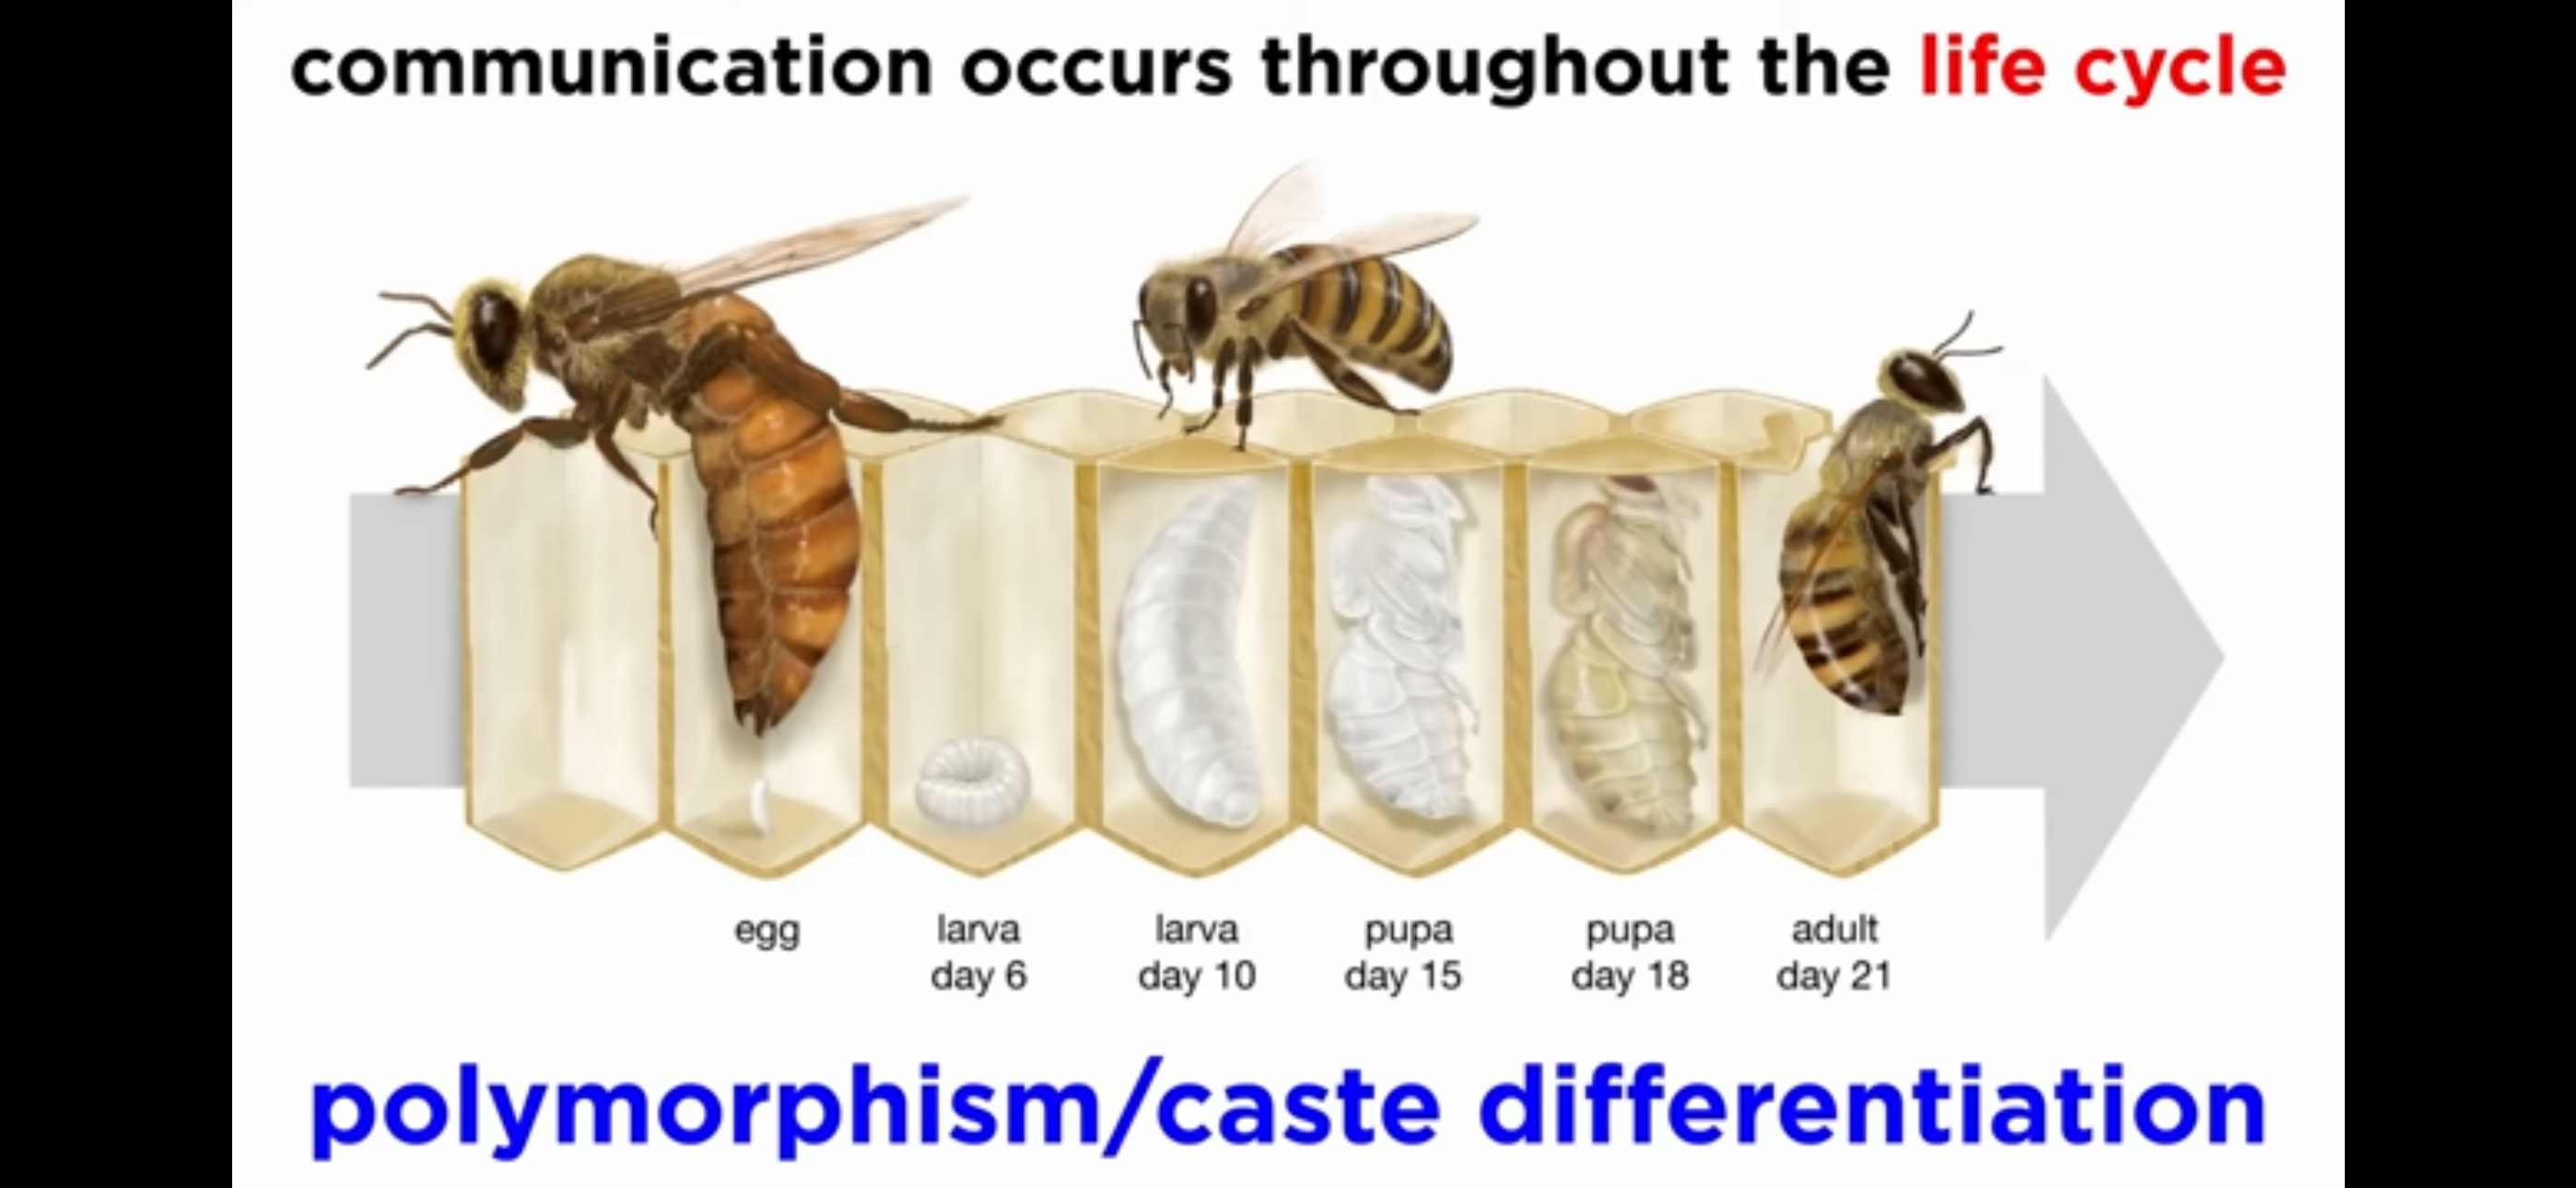 communication occurs throughout the life cycle
egg
larva
day 6
larva
day 10
pupa
day 15
pupa
day 18
adult
day 21
polymorphism/caste differentiation